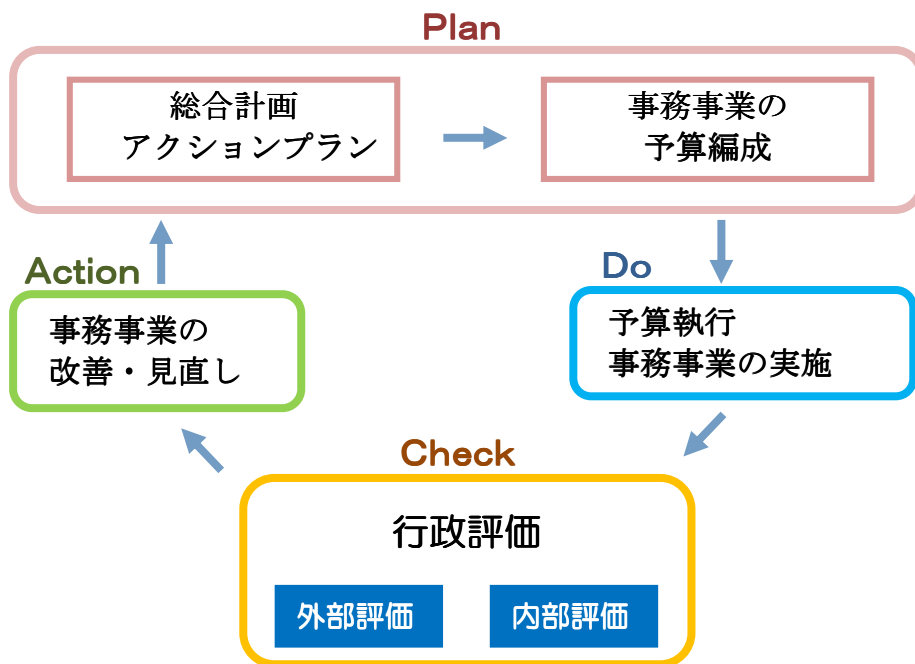 Plan
総合計画
アクションプラン
事務事業の
予算編成
Action
事務事業の
改善・見直し
Do
予算執行
事務事業の実施
Check
行政評価
外部評価
内部評価